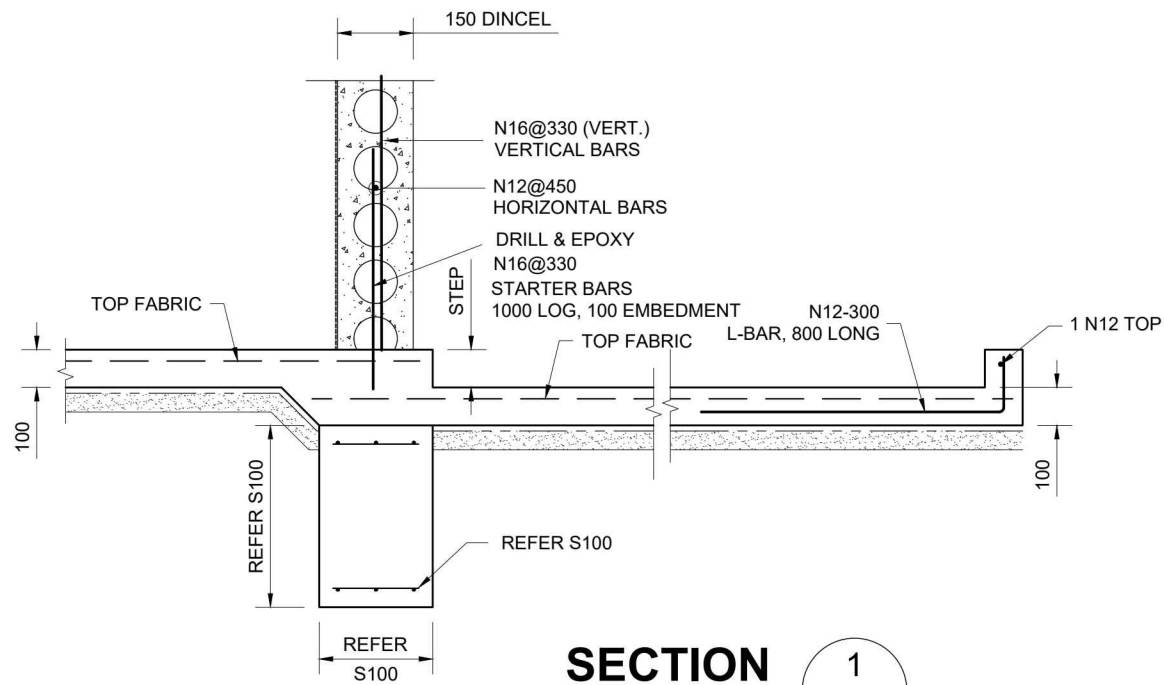 150 DINCEL
N16@330 (VERT.)
VERTICAL BARS
N12@450
HORIZONTAL BARS
DRILL & EPOXY
N16@330
STARTER BARS
1000 LOG, 100 EMBEDMENT
STEP
TOP FABRIC
TOP FABRIC
N12-300
L-BAR, 800 LONG
1 N12 TOP
100
100
REFER S100
REFER S100
REFER
S100
SECTION
1